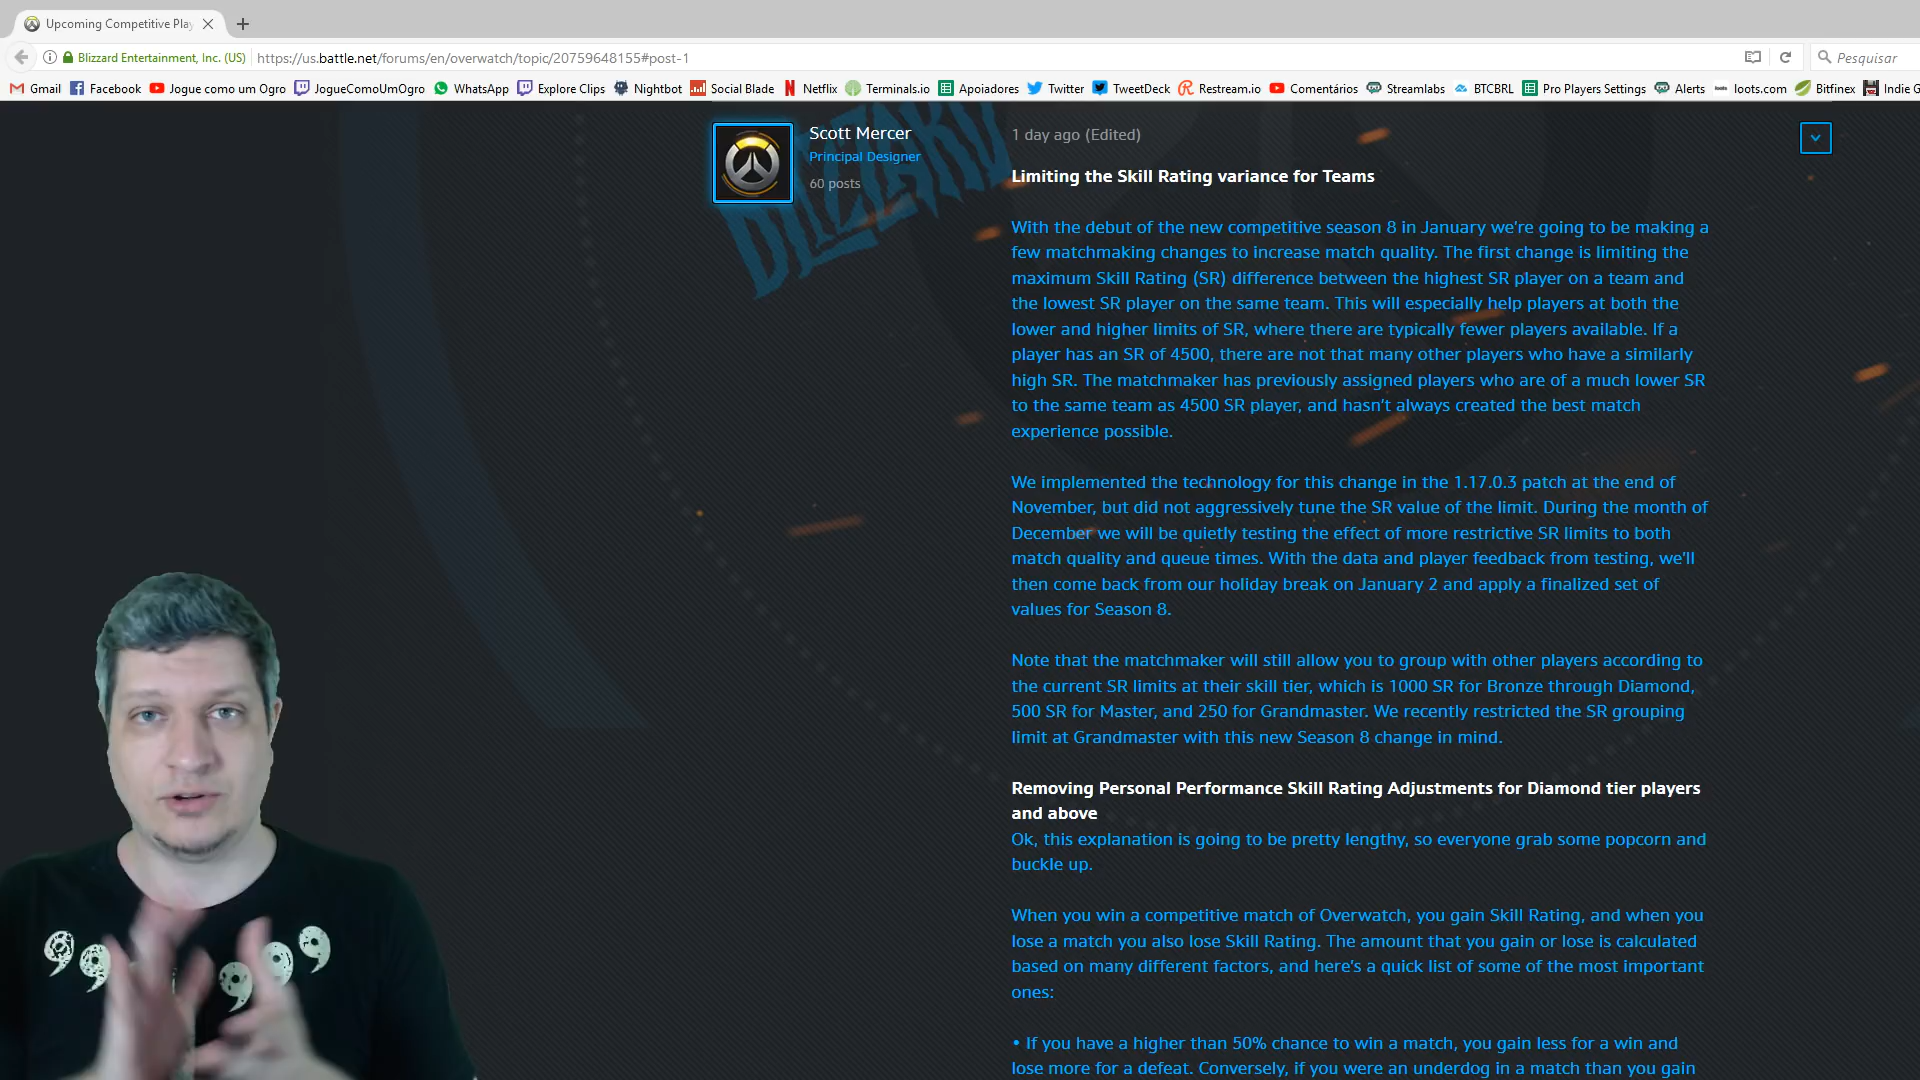 Upcoming Competitive Play
Blizzard Entertainment, Inc. (US)
https://us.battle.net/forums/en/overwatch/topic/20759648155#post-1
Pesquisar
Gmail
Facebook
Jogue como um Ogro
JogueComoUmOgro
WhatsApp
Explore Clips
Nightbot
Social Blade
Netflix
Terminals.io
Apoiadores
Twitter
TweetDeck
Restream.io
Comentários
Streamlabs
BTCBRL
Pro Players Settings
Alerts
loots.com
Bitfinex
Indie G
BLIZZARD
Scott Mercer
Principal Designer
60 posts
1 day ago (Edited)
Limiting the Skill Rating variance for Teams
With the debut of the new competitive season 8 in January we're going to be making a
few matchmaking changes to increase match quality. The first change is limiting the
maximum Skill Rating (SR) difference between the highest SR player on a team and
the lowest SR player on the same team. This will especially help players at both the
lower and higher limits of SR, where there are typically fewer players available. If a
player has an SR of 4500, there are not that many other players who have a similarly
high SR. The matchmaker has previously assigned players who are of a much lower SR
to the same team as 4500 SR player, and hasn't always created the best match
experience possible.
We implemented the technology for this change in the 1.17.0.3 patch at the end of
November, but did not aggressively tune the SR value of the limit. During the month of
December we will be quietly testing the effect of more restrictive SR limits to both
match quality and queue times. With the data and player feedback from testing, we'll
then come back from our holiday break on January 2 and apply a finalized set of
values for Season 8.
Note that the matchmaker will still allow you to group with other players according to
the current SR limits at their skill tier, which is 1000 SR for Bronze through Diamond,
500 SR for Master, and 250 for Grandmaster. We recently restricted the SR grouping
limit at Grandmaster with this new Season 8 change in mind.
Removing Personal Performance Skill Rating Adjustments for Diamond tier players
and above
Ok, this explanation is going to be pretty lengthy, so everyone grab some popcorn and
buckle up.
When you win a competitive match of Overwatch, you gain Skill Rating, and when you
lose a match you also lose Skill Rating. The amount that you gain or lose is calculated
based on many different factors, and here's a quick list of some of the most important
ones:
• If you have a higher than 50% chance to win a match, you gain less for a win and
lose more for a defeat. Conversely, if you were an underdog in a match than you gain